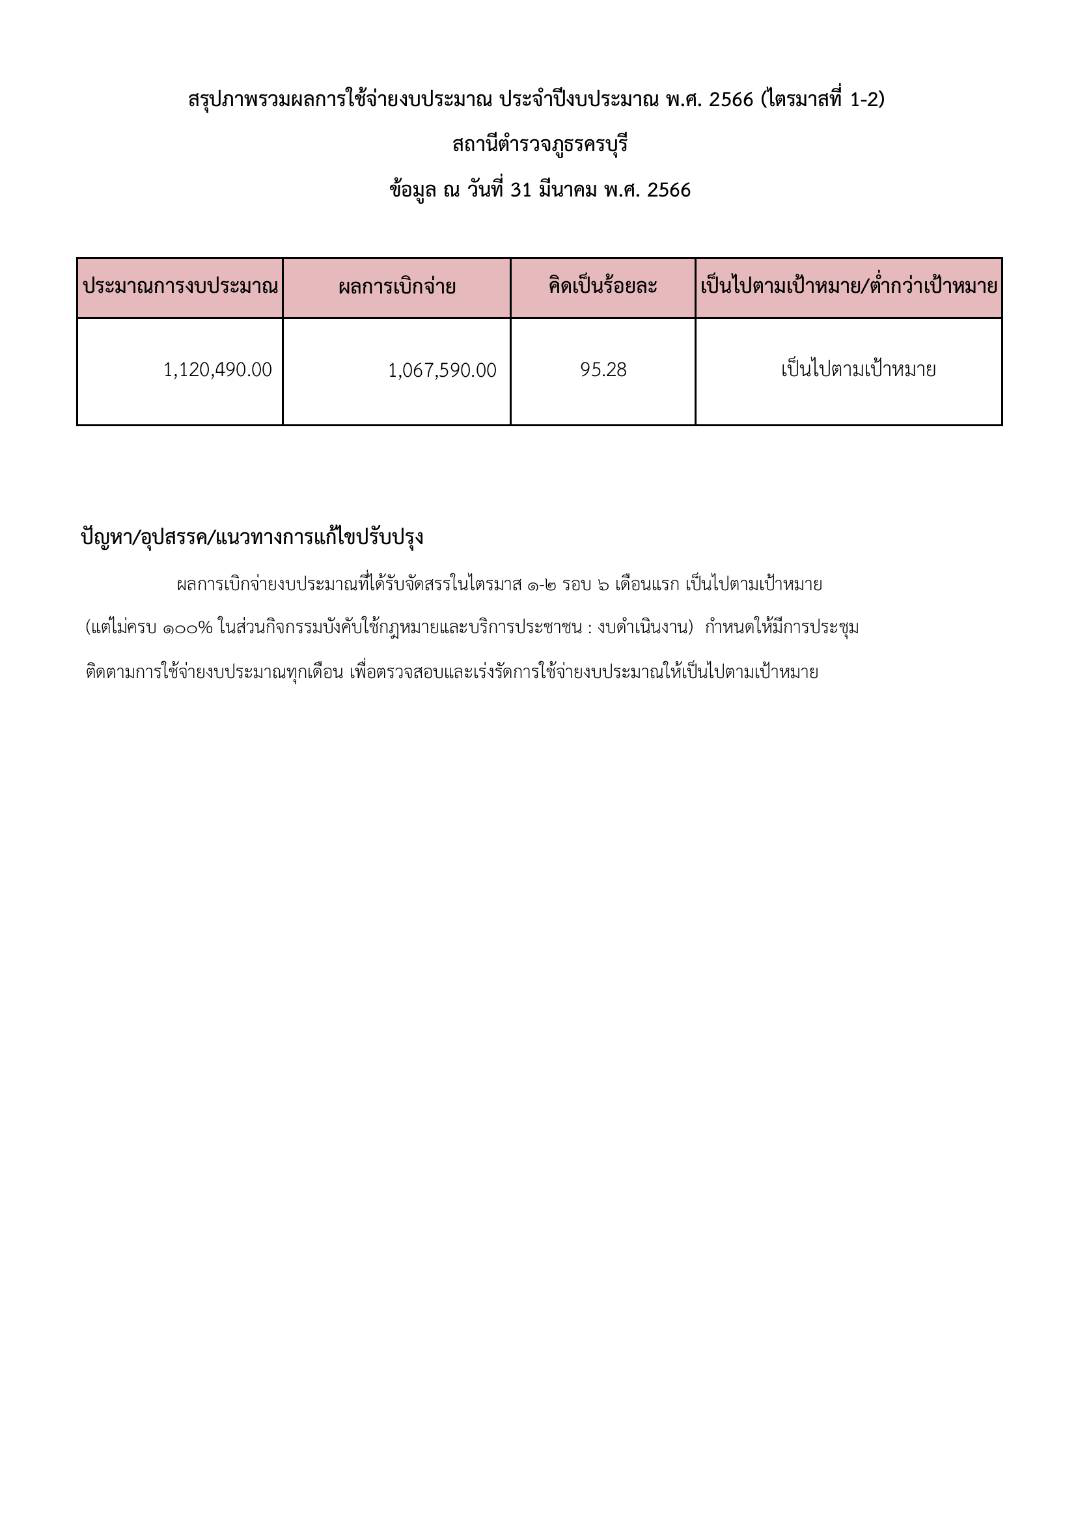 สรุปภาพรวมผลการใช้จ่ายงบประมาณ ประจำปีงบประมาณ พ.ศ. 2566 (ไตรมาสที่ 1-2)
สถานีตำรวจภูธรครบุรี
ข้อมูล ณ วันที่ 31 มีนาคม พ.ศ. 2566
ประมาณการงบประมาณ ผลการเบิกจ่าย คิดเป็นร้อยละ เป็นไปตามเป้าหมาย/ต่ำกว่าเป้าหมาย
1,120,490.00 1,067,590.00 95.28 เป็นไปตามเป้าหมาย
ปัญหา/อุปสรรค/แนวทางการแก้ไขปรับปรุง
ผลการเบิกจ่ายงบประมาณที่ได้รับจัดสรรในไตรมาส ๑-๒ รอบ ๖ เดือนแรก เป็นไปตามเป้าหมาย
(แต่ไม่ครบ ๑๐๐% ในส่วนกิจกรรมบังคับใช้กฎหมายและบริการประชาชน : งบดำเนินงาน) กำหนดให้มีการประชุม
ติดตามการใช้จ่ายงบประมาณทุกเดือน เพื่อตรวจสอบและเร่งรัดการใช้จ่ายงบประมาณให้เป็นไปตามเป้าหมาย